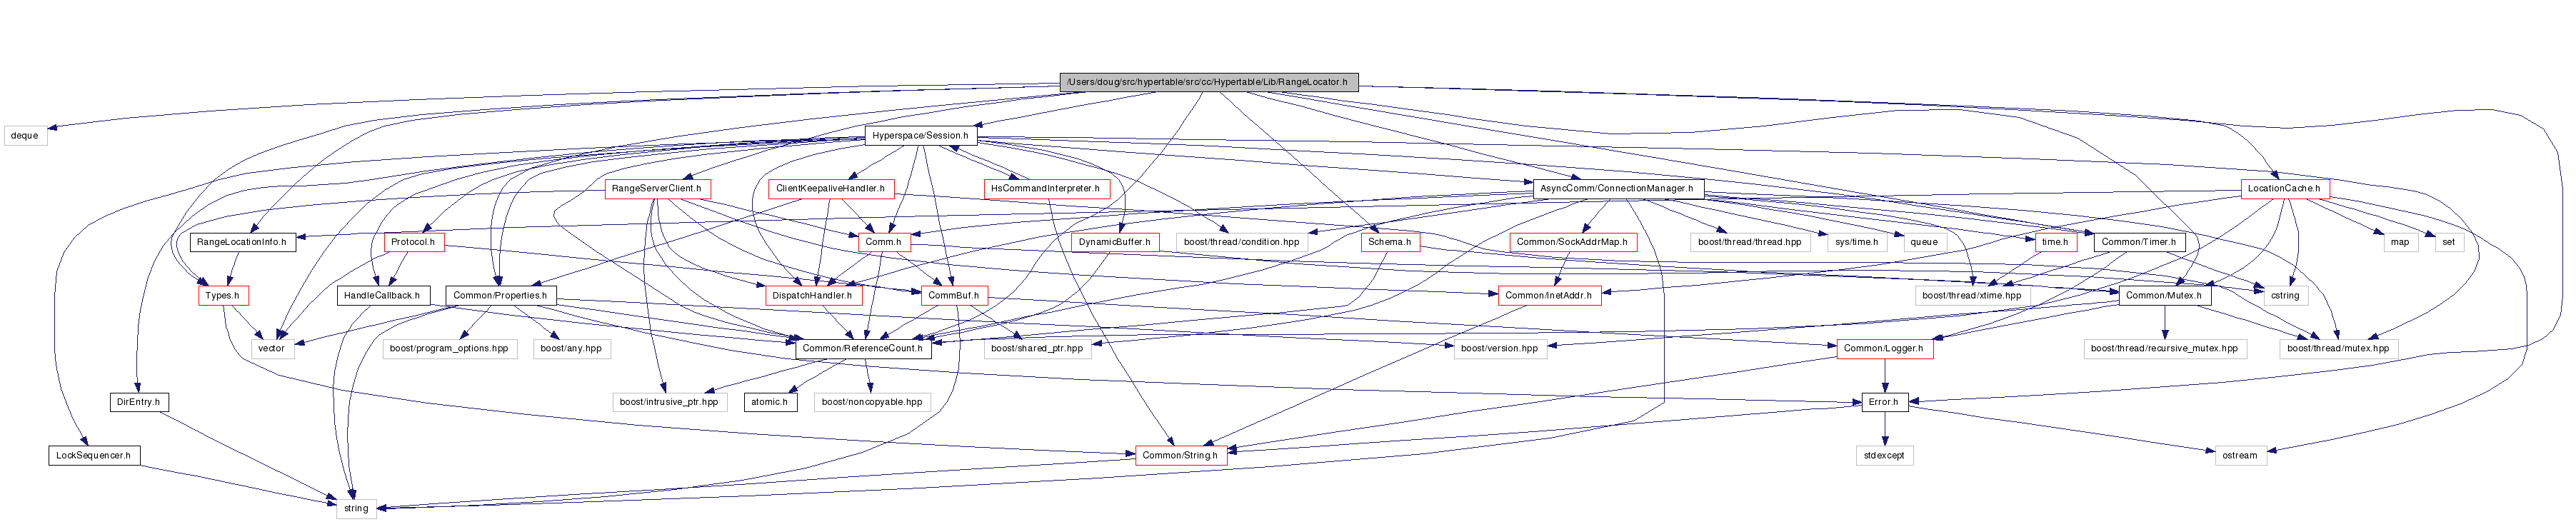 /Users/doug/src/hypertable/src/cc/Hypertable/Lib/RangeLocator.h
deque
Hyperspace/Session.h
RangeServerClient.h
ClientKeepaliveHandler.h
HsCommandInterpreter.h
AsyncComm/ConnectionManager.h
LocationCache.h
RangeLocationInfo.h
Protocol.h
Comm.h
boost/thread/condition.hpp
DynamicBuffer.h
Schema.h
Common/SockAddrMap.h
boost/thread/thread.hpp
sys/time.h
queue
time.h
Common/Timer.h
map
set
Types.h
HandleCallback.h
Common/Properties.h
DispatchHandler.h
CommBuf.h
Common/InetAddr.h
boost/thread/xtime.hpp
Common/Mutex.h
cstring
vector
boost/program_options.hpp
boost/any.hpp
Common/ReferenceCount.h
boost/shared_ptr.hpp
boost/version.hpp
Common/Logger.h
boost/thread/recursive_mutex.hpp
boost/thread/mutex.hpp
DirEntry.h
boost/intrusive_ptr.hpp
atomic.h
boost/noncopyable.hpp
Error.h
LockSequencer.h
Common/String.h
stdexcept
ostream
string